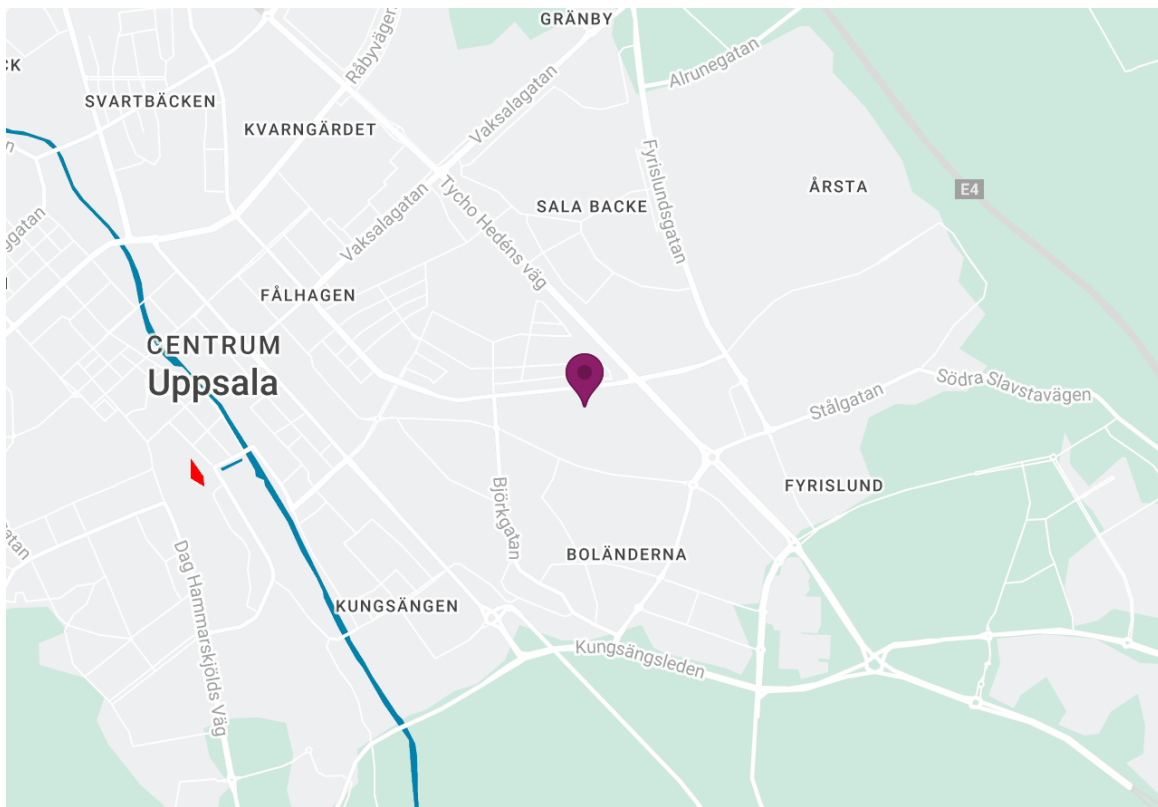 GRÄNBY
Råbyvägen
Alrunegatan
SVARTBÄCKEN
Vaksalagatan
KVARNGÄRDET
Fyrislundsgatan
ÅRSTA
E4
Tycho Hedéns väg
SALA BACKE
Vaksalagatan
FÅLHAGEN
CENTRUM
Uppsala
Stålgatan
Södra Slavstavägen
Björkgatan
FYRISLUND
BOLÄNDERNA
Dag Hammarskjölds Väg
KUNGSÄNGEN
Kungsängsleden